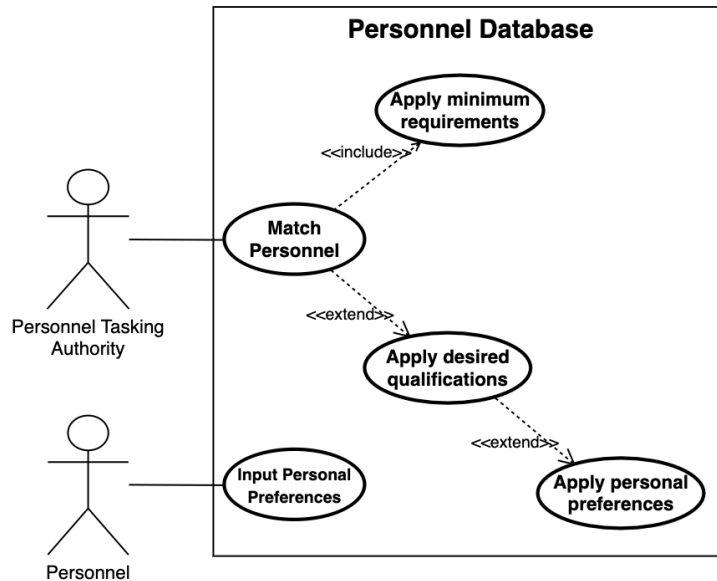 Personnel Database
Apply minimum
requirements
<<include>>
Match
Personnel
Personnel Tasking
Authority
<<extend>>
Apply desired
qualifications
<<extend>>
Input Personal
Preferences
Apply personal
preferences
Personnel